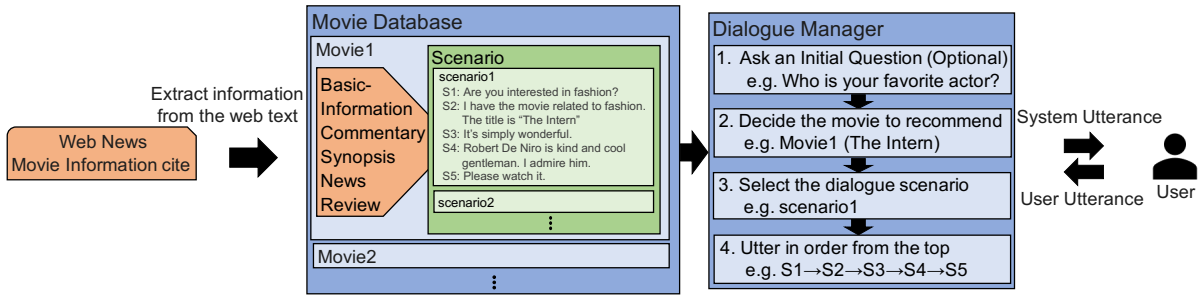 Extract information
from the web text
Web News
Movie Information cite
Movie Database
Movie1
Basic-
Information
Commentary
Synopsis
News
Review
Scenario
scenario1
S1: Are you interested in fashion?
S2: I have the movie related to fashion.
The title is “The Intern”
S3: It’s simply wonderful.
S4: Robert De Niro is kind and cool
gentleman. I admire him.
S5: Please watch it.
scenario2
Movie2
Dialogue Manager
1. Ask an Initial Question (Optional)
e.g. Who is your favorite actor?
2. Decide the movie to recommend
e.g. Movie1 (The Intern)
3. Select the dialogue scenario
e.g. scenario1
4. Utter in order from the top
e.g. S1→S2→S3→S4→S5
System Utterance
User Utterance
User